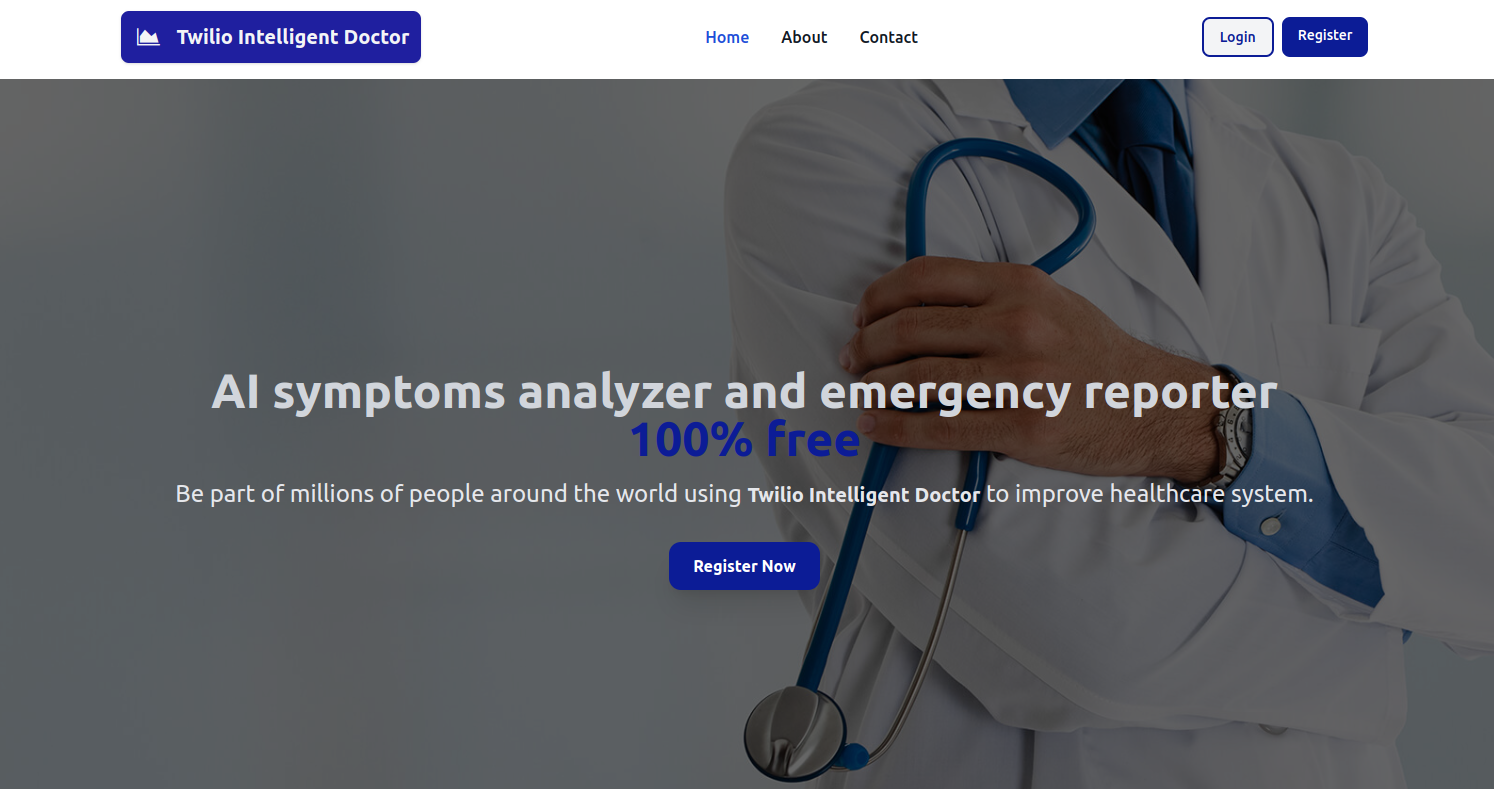 Twilio Intelligent Doctor
Home About Contact
Login Register
AI symptoms analyzer and emergency reporter
100% free
Be part of millions of people around the world using Twilio Intelligent Doctor to improve healthcare system.
Register Now